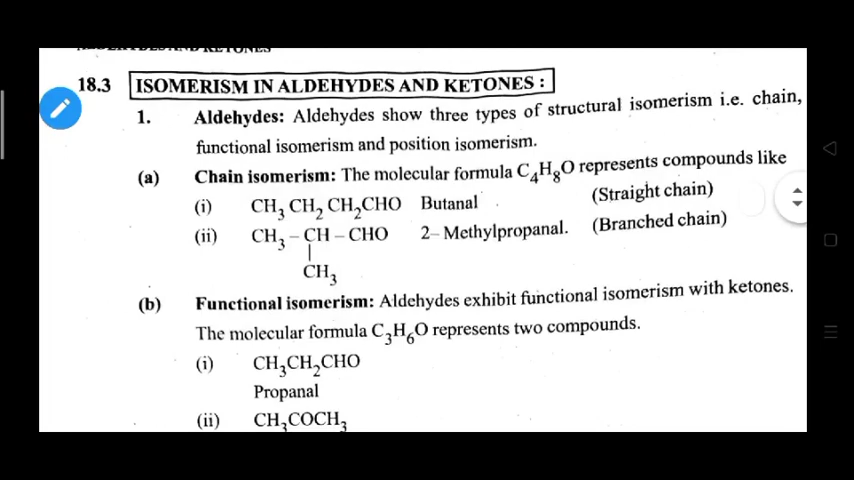 ALDEHYDES AND KETONES
18.3 ISOMERISM IN ALDEHYDES AND KETONES :
1. Aldehydes: Aldehydes show three types of structural isomerism i.e. chain,
functional isomerism and position isomerism.
(a) Chain isomerism: The molecular formula C₄H₈O represents compounds like
(i) CH₃ CH₂ CH₂CHO Butanal (Straight chain)
(ii) CH₃ – CH – CHO 2– Methylpropanal. (Branched chain)
|
CH₃
(b) Functional isomerism: Aldehydes exhibit functional isomerism with ketones.
The molecular formula C₃H₆O represents two compounds.
(i) CH₃CH₂CHO
Propanal
(ii) CH₃COCH₃